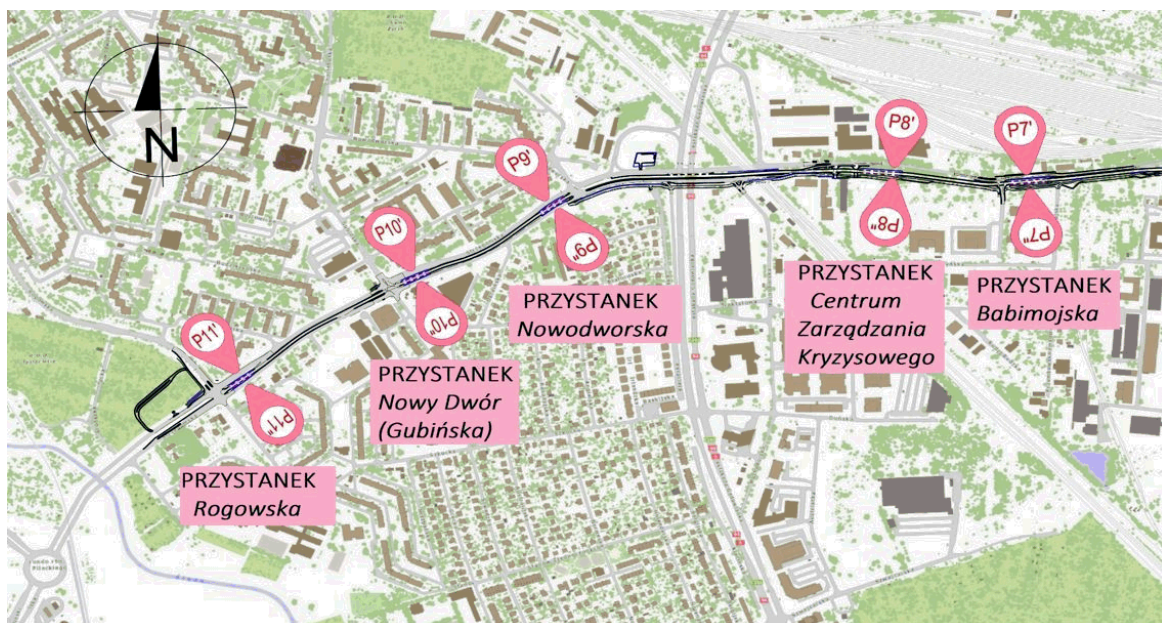 N
P8'
P7'
P9'
P10'
P11'
P8"
P7"
P9"
P10"
P11"
PRZYSTANEK
Nowodworska
PRZYSTANEK
Centrum
Zarządzania
Kryzysowego
PRZYSTANEK
Babimojska
PRZYSTANEK
Nowy Dwór
(Gubińska)
PRZYSTANEK
Rogowska